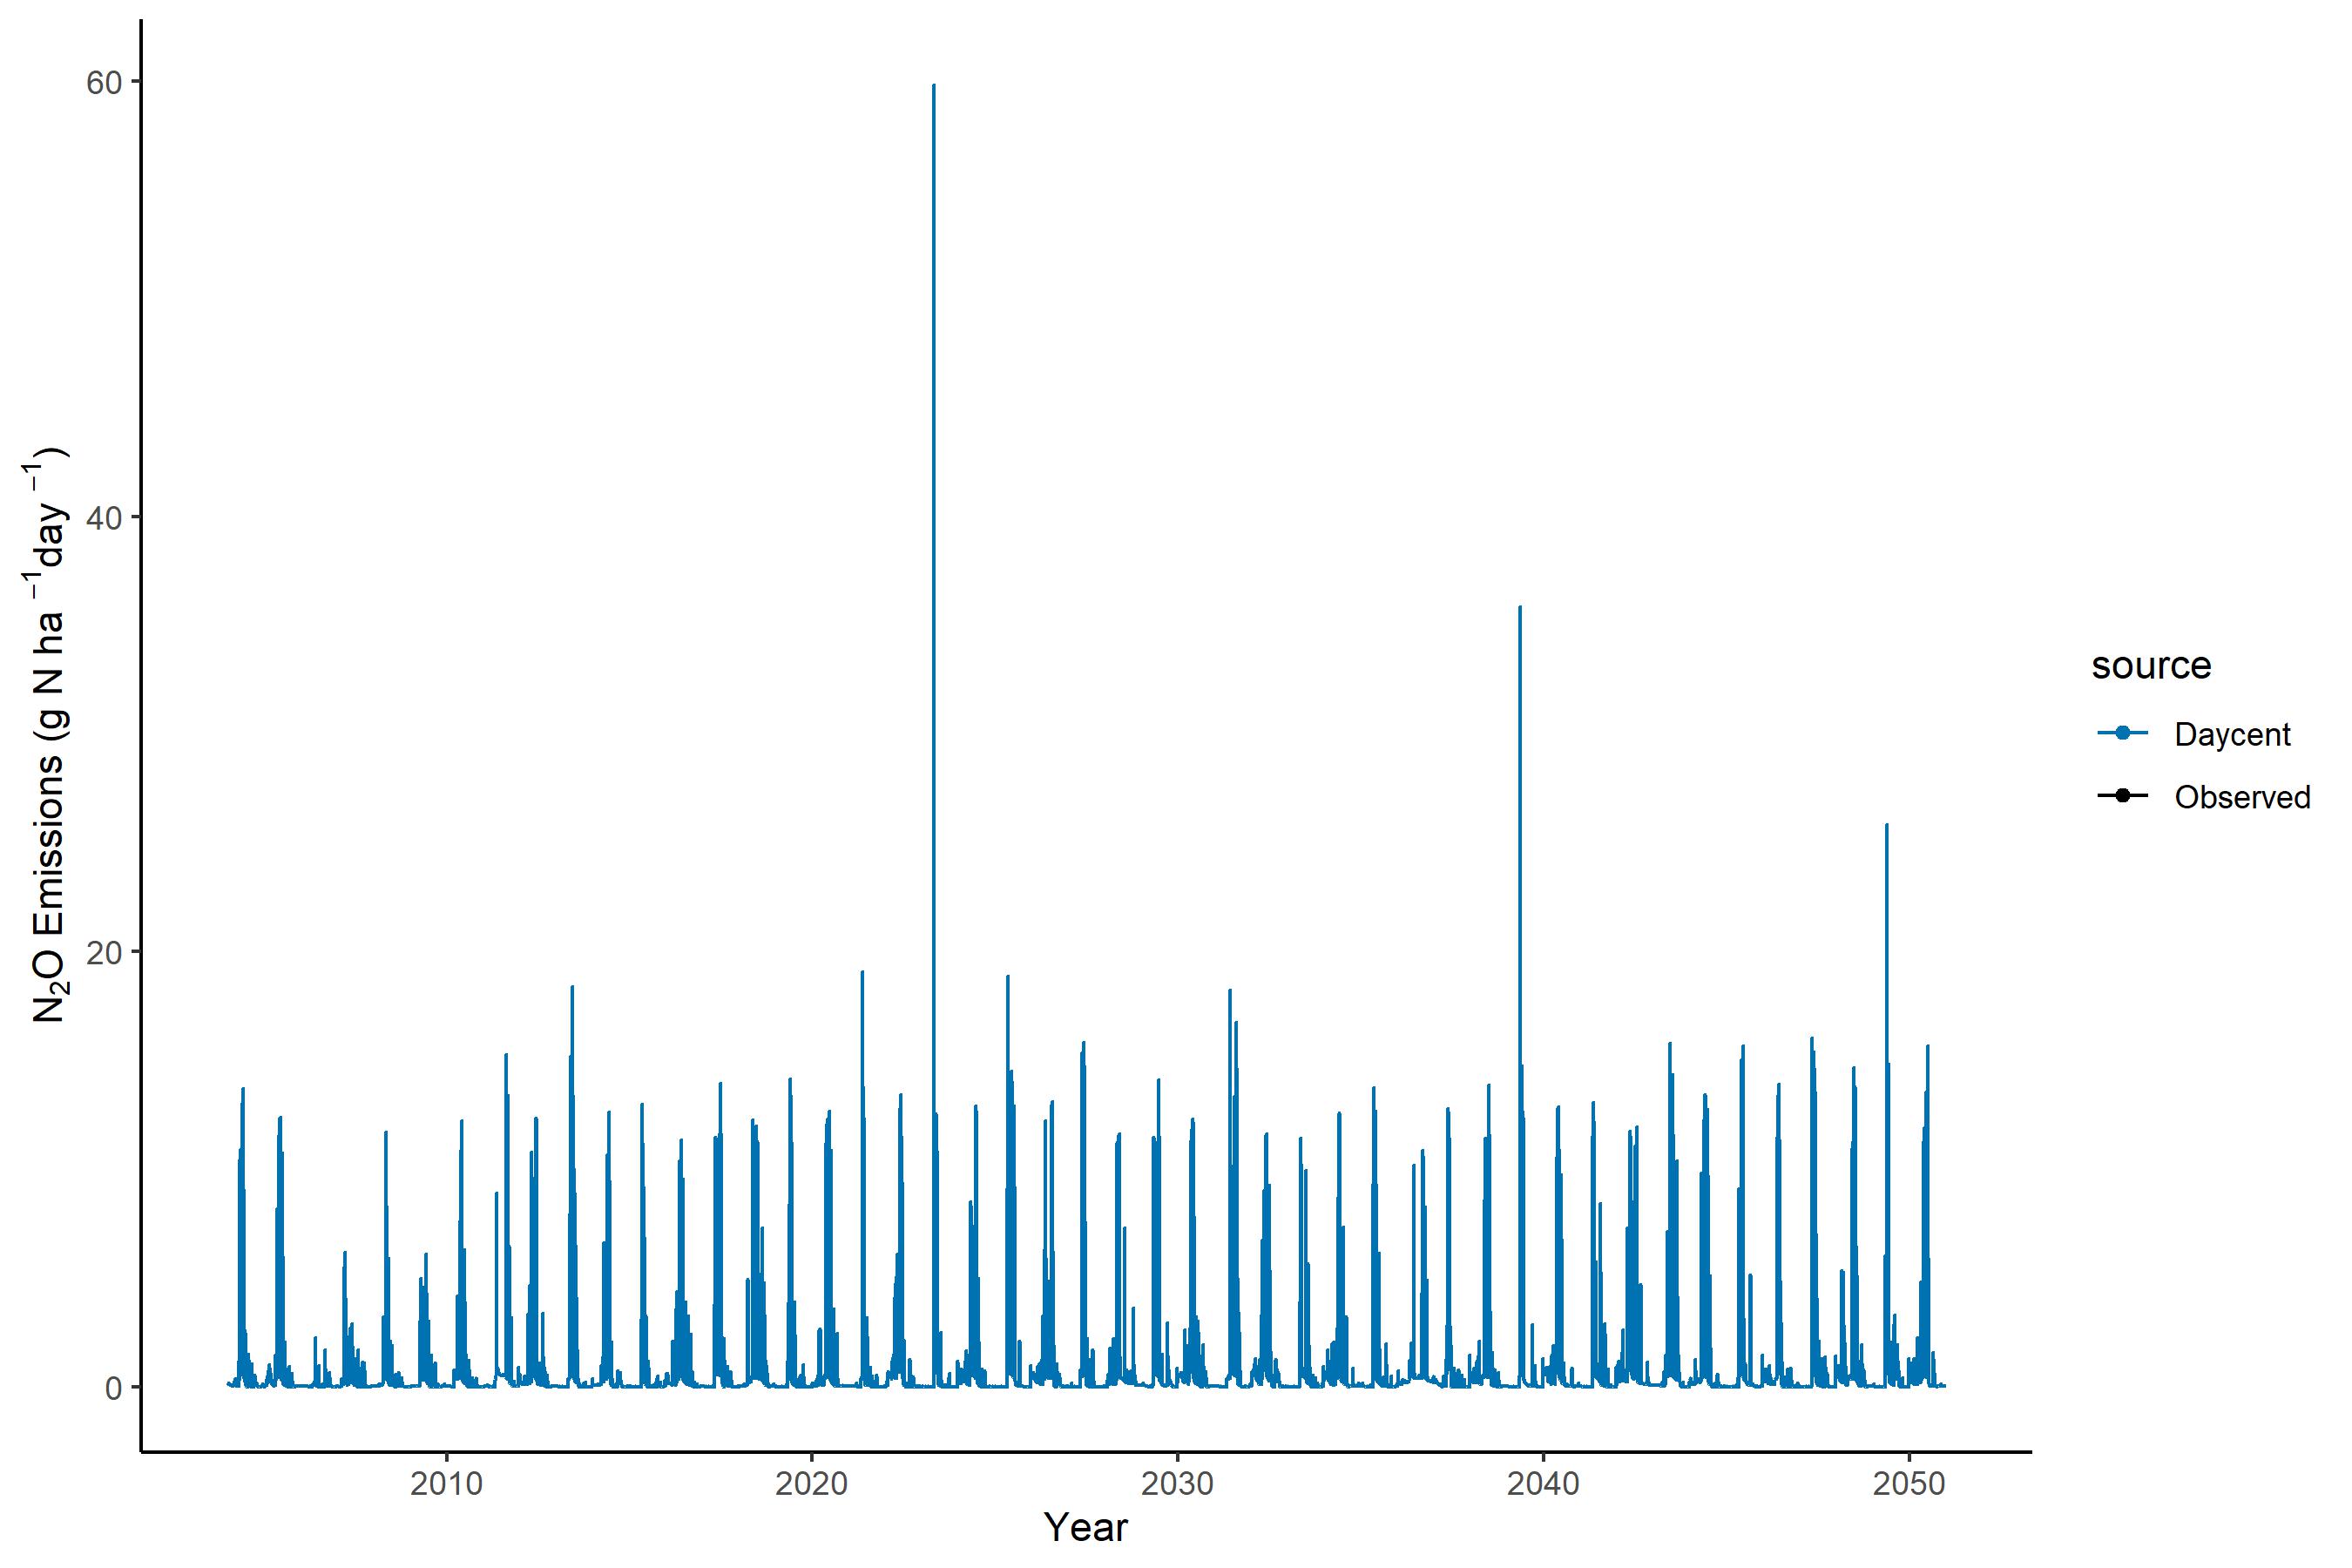 60
40
20
0
N₂O Emissions (g N ha ⁻¹day ⁻¹)
2010 2020 2030 2040 2050
Year
source
Daycent
Observed